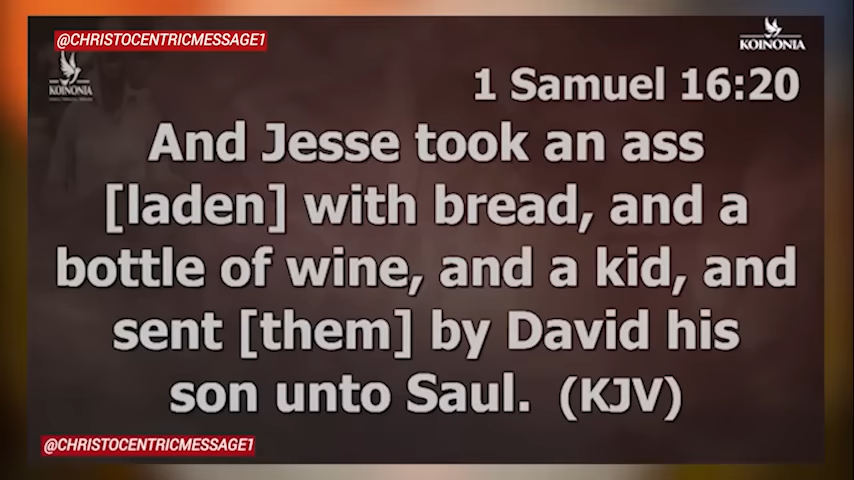 @CHRISTOCENTRICMESSAGE1
KOINONIA
KOINONIA
1 Samuel 16:20
And Jesse took an ass
[laden] with bread, and a
bottle of wine, and a kid, and
sent [them] by David his
son unto Saul. (KJV)
@CHRISTOCENTRICMESSAGE1